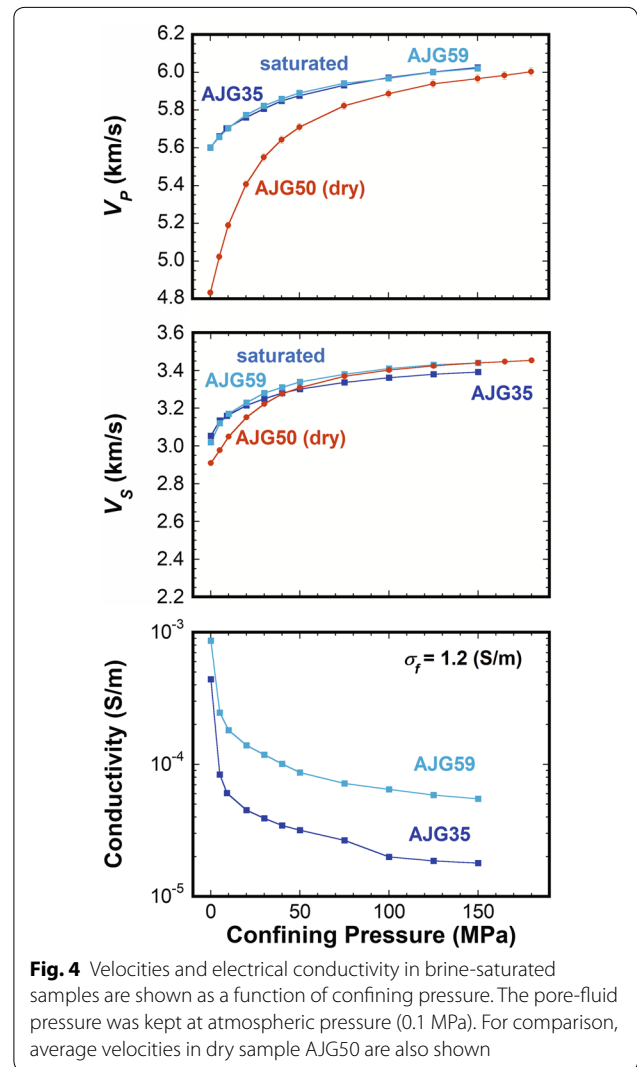 6.2
6.0
5.8
5.6
5.4
5.2
5.0
4.8
V_P (km/s)
saturated
AJG59
AJG35
AJG50 (dry)
3.6
3.4
3.2
3.0
2.8
2.6
2.4
2.2
V_S (km/s)
saturated
AJG59
AJG35
AJG50 (dry)
10^-3
10^-4
10^-5
Conductivity (S/m)
σ_f = 1.2 (S/m)
AJG59
AJG35
0 50 100 150
Confining Pressure (MPa)
Fig. 4 Velocities and electrical conductivity in brine-saturated
samples are shown as a function of confining pressure. The pore-fluid
pressure was kept at atmospheric pressure (0.1 MPa). For comparison,
average velocities in dry sample AJG50 are also shown